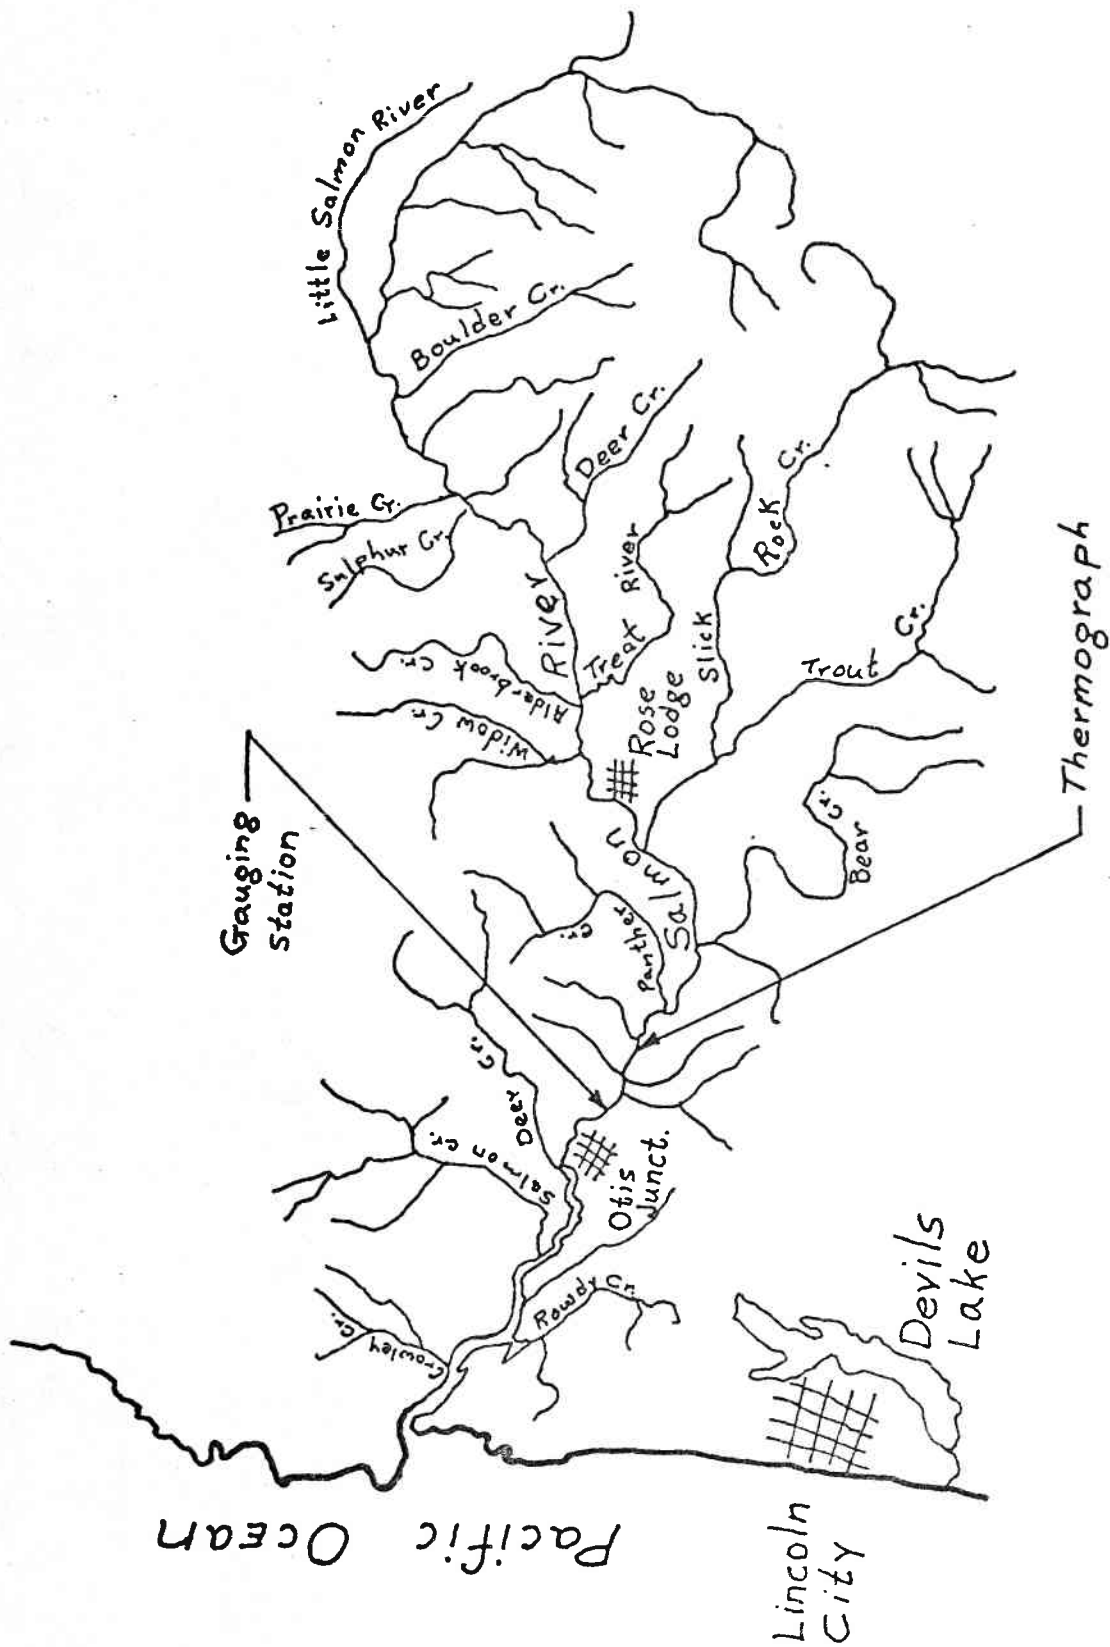 Little Salmon River
Boulder Cr.
Prairie Cr.
Sulphur Cr.
Deer Cr.
Treat River
Rock Cr.
Slick
River
Alderbrook Cr.
Widow Cr.
Rose
Lodge
Trout Cr.
Bear Cr.
Salmon
Panther Cr.
Gauging
Station
Thermograph
Deer Cr.
Salmon Cr.
Otis
Junct.
Rowdy Cr.
Crowley Cr.
Devils
Lake
Lincoln
City
Pacific Ocean